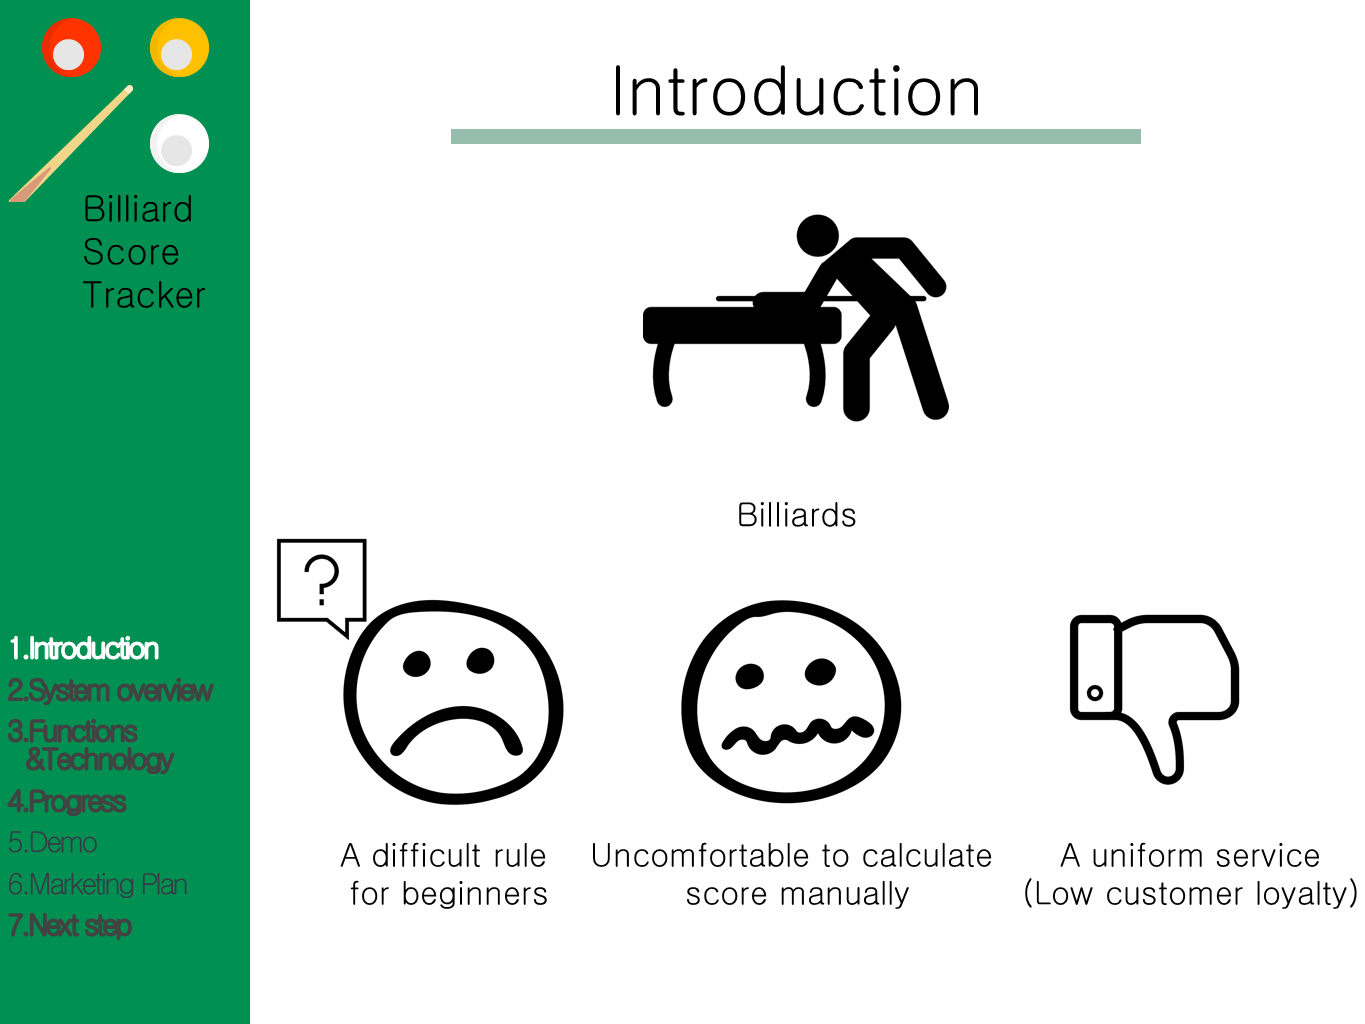 Billiard
Score
Tracker
1.Introduction
2.System overview
3.Functions
&Technology
4.Progress
5.Demo
6.Marketing Plan
7.Next step
Introduction
Billiards
?
A difficult rule
for beginners
Uncomfortable to calculate
score manually
A uniform service
(Low customer loyalty)